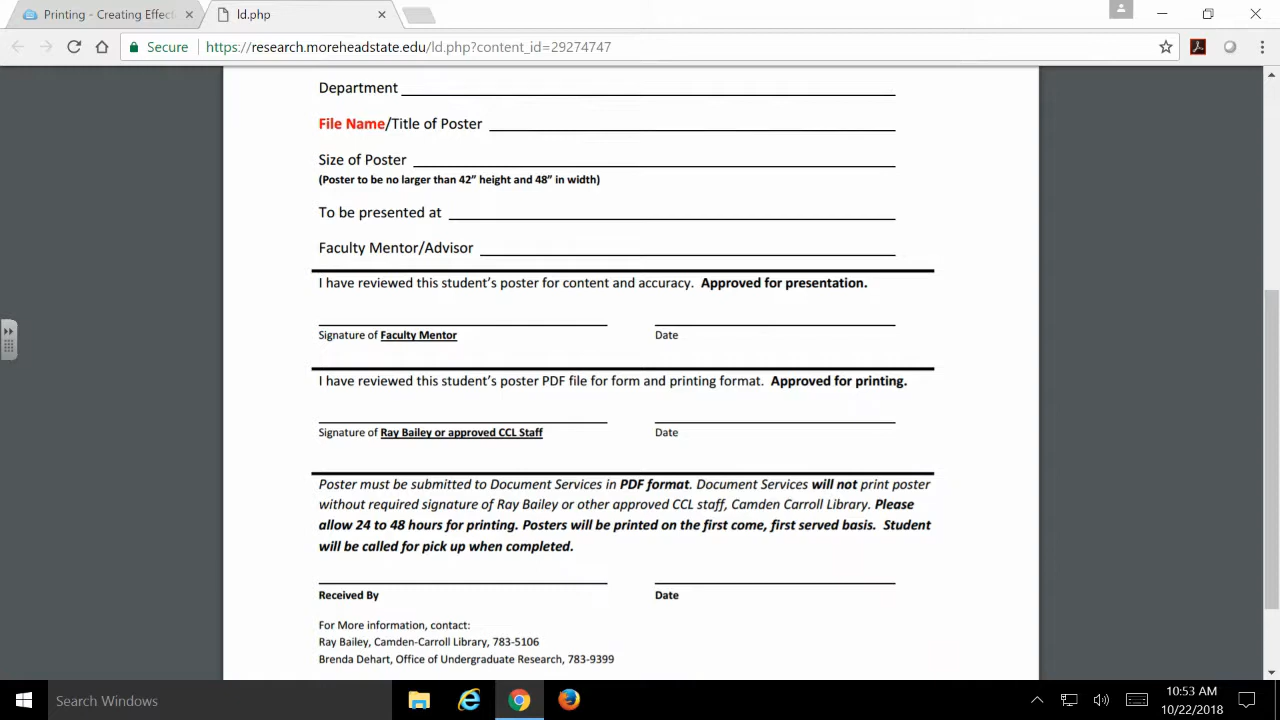 Printing - Creating Effect
ld.php
Secure
https://research.moreheadstate.edu/ld.php?content_id=29274747
Department
File Name/Title of Poster
Size of Poster
(Poster to be no larger than 42” height and 48” in width)
To be presented at
Faculty Mentor/Advisor
I have reviewed this student’s poster for content and accuracy. Approved for presentation.
Signature of Faculty Mentor Date
I have reviewed this student’s poster PDF file for form and printing format. Approved for printing.
Signature of Ray Bailey or approved CCL Staff Date
Poster must be submitted to Document Services in PDF format. Document Services will not print poster
without required signature of Ray Bailey or other approved CCL staff, Camden Carroll Library. Please
allow 24 to 48 hours for printing. Posters will be printed on the first come, first served basis. Student
will be called for pick up when completed.
Received By Date
For More information, contact:
Ray Bailey, Camden-Carroll Library, 783-5106
Brenda Dehart, Office of Undergraduate Research, 783-9399
Search Windows
10:53 AM
10/22/2018